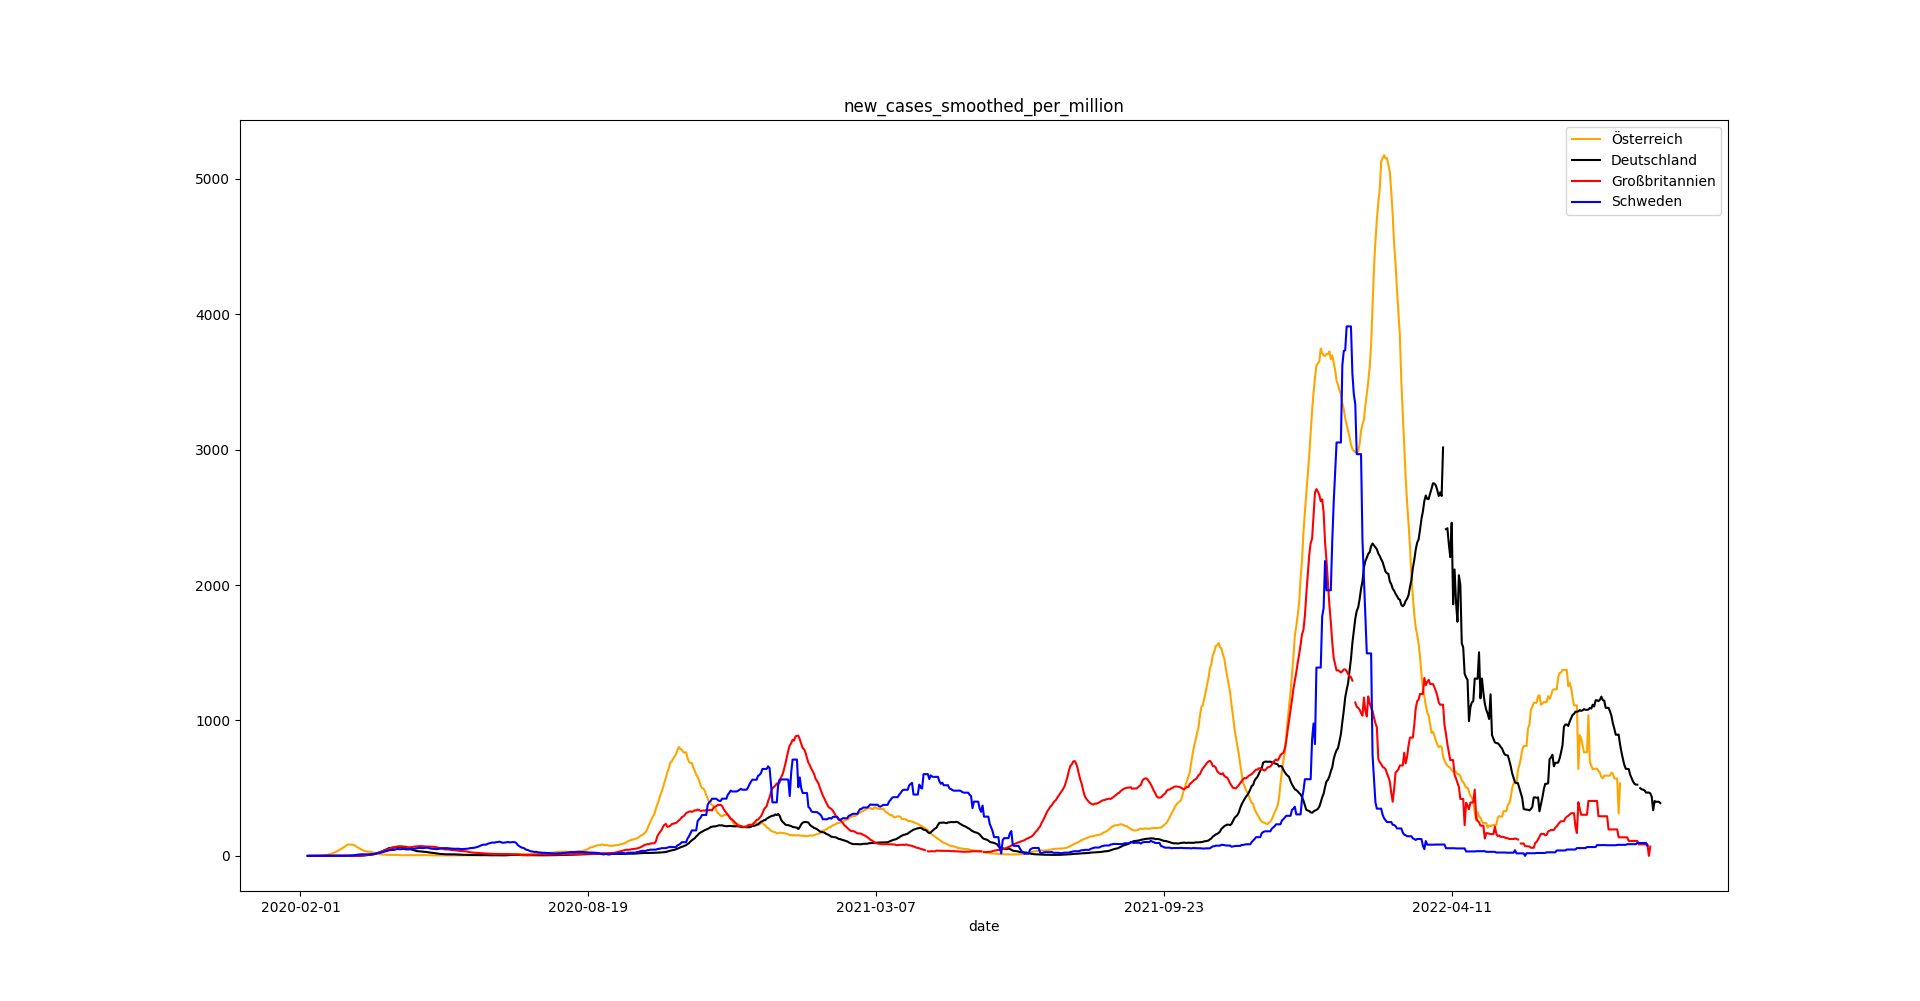 new_cases_smoothed_per_million
Österreich
Deutschland
Großbritannien
Schweden
5000
4000
3000
2000
1000
0
2020-02-01 2020-08-19 2021-03-07 2021-09-23 2022-04-11
date